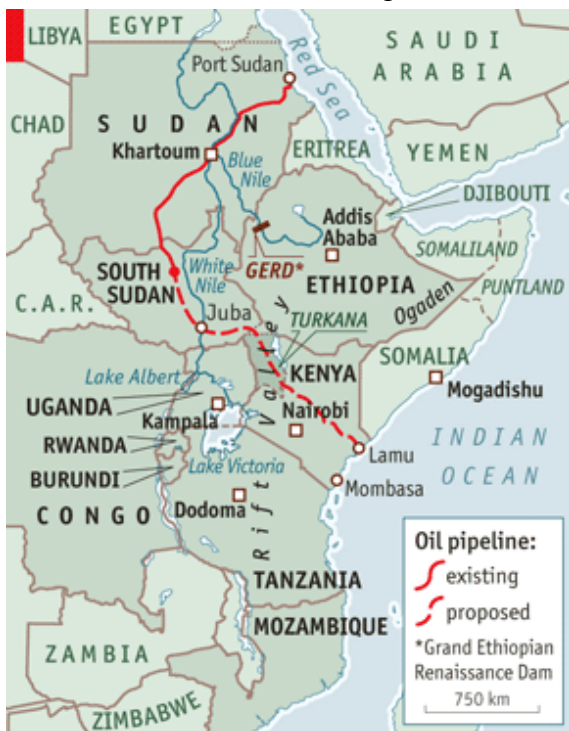 EGYPT
LIBYA
SAUDI
ARABIA
Port Sudan
Red Sea
CHAD
SUDAN
Khartoum
Blue
Nile
ERITREA
YEMEN
DJIBOUTI
Addis
Ababa
SOMALILAND
PUNTLAND
SOUTH
SUDAN
White
Nile
GERD*
ETHIOPIA
Ogaden
C.A.R.
Juba
TURKANA
SOMALIA
Lake Albert
KENYA
Mogadishu
UGANDA
Kampala
Nairobi
Rift Valley
RWANDA
Lake Victoria
Lamu
INDIAN
OCEAN
BURUNDI
Mombasa
CONGO
Dodoma
TANZANIA
MOZAMBIQUE
ZAMBIA
ZIMBABWE
Oil pipeline:
existing
proposed
*Grand Ethiopian
Renaissance Dam
750 km